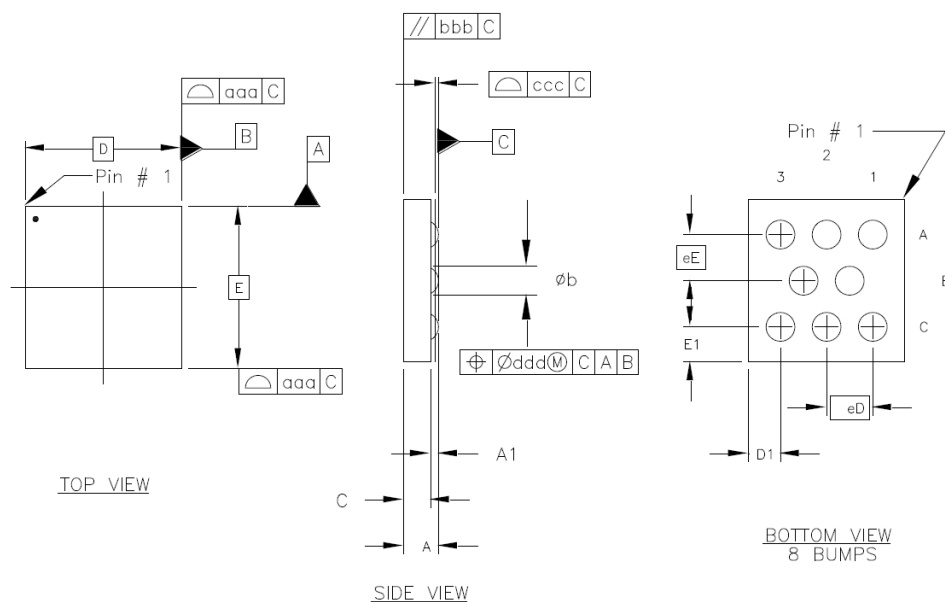 // bbb C
⌓ aaa C
⌓ ccc C
D
B
A
C
Pin # 1
Pin # 1
2
3 1
A
E
eE
Øb
B
C
E1
⌖ Øddd Ⓜ C A B
⌓ aaa C
eD
A1
D1
TOP VIEW
C
A
BOTTOM VIEW
8 BUMPS
SIDE VIEW